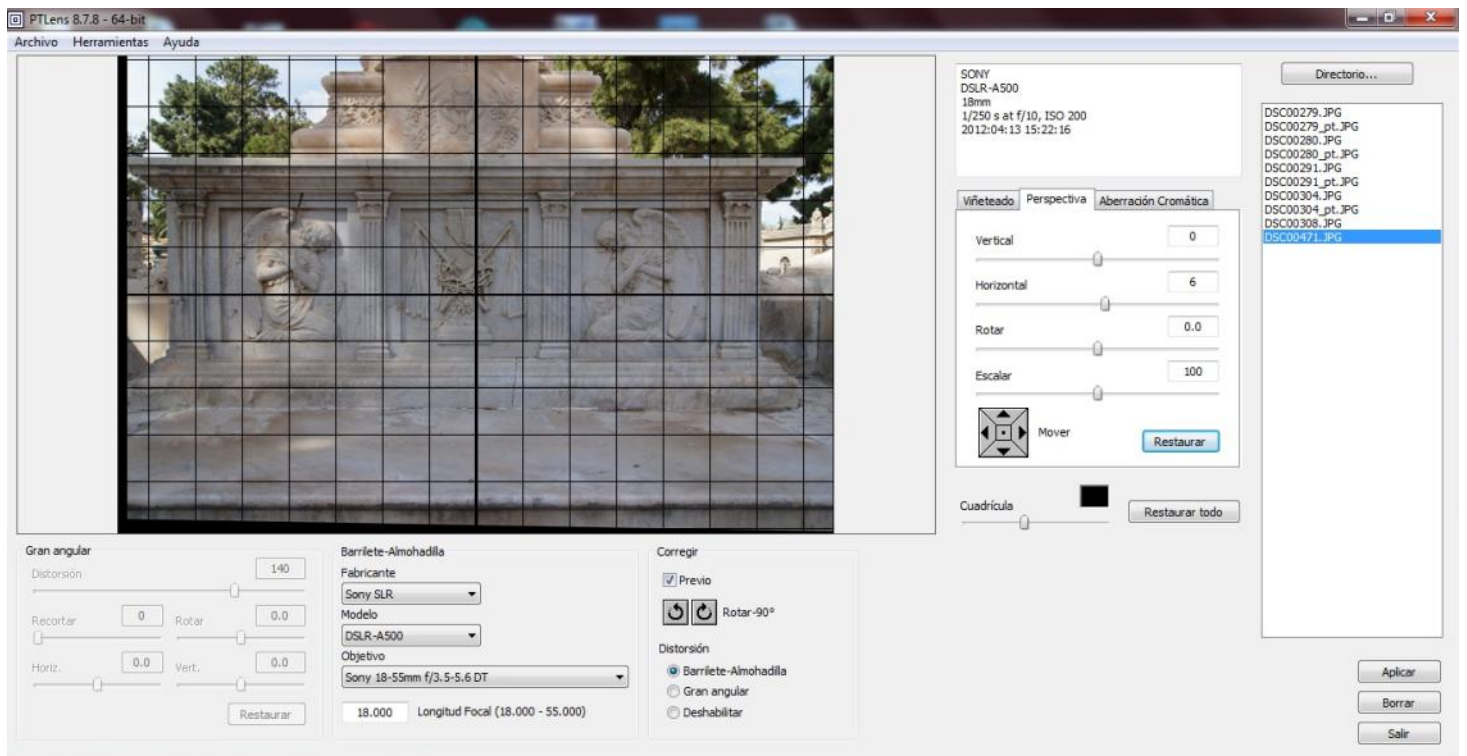 PTLens 8.7.8 - 64-bit
Archivo Herramientas Ayuda
SONY
DSLR-A500
18mm
1/250 s at f/10, ISO 200
2012:04:13 15:22:16
Viñeteado Perspectiva Aberración Cromática
Vertical 0
Horizontal 6
Rotar 0.0
Escalar 100
Mover Restaurar
Cuadrícula Restaurar todo
Directorio...
DSC00279.JPG
DSC00279_pt.JPG
DSC00280.JPG
DSC00280_pt.JPG
DSC00291.JPG
DSC00291_pt.JPG
DSC00304.JPG
DSC00304_pt.JPG
DSC00308.JPG
DSC00471.JPG
Gran angular
Distorsión 140
Recortar 0 Rotar 0.0
Horiz. 0.0 Vert. 0.0
Restaurar
Barrilete-Almohadilla
Fabricante
Sony SLR
Modelo
DSLR-A500
Objetivo
Sony 18-55mm f/3.5-5.6 DT
18.000 Longitud Focal (18.000 - 55.000)
Corregir
Previo
Rotar-90°
Distorsión
Barrilete-Almohadilla
Gran angular
Deshabilitar
Aplicar
Borrar
Salir